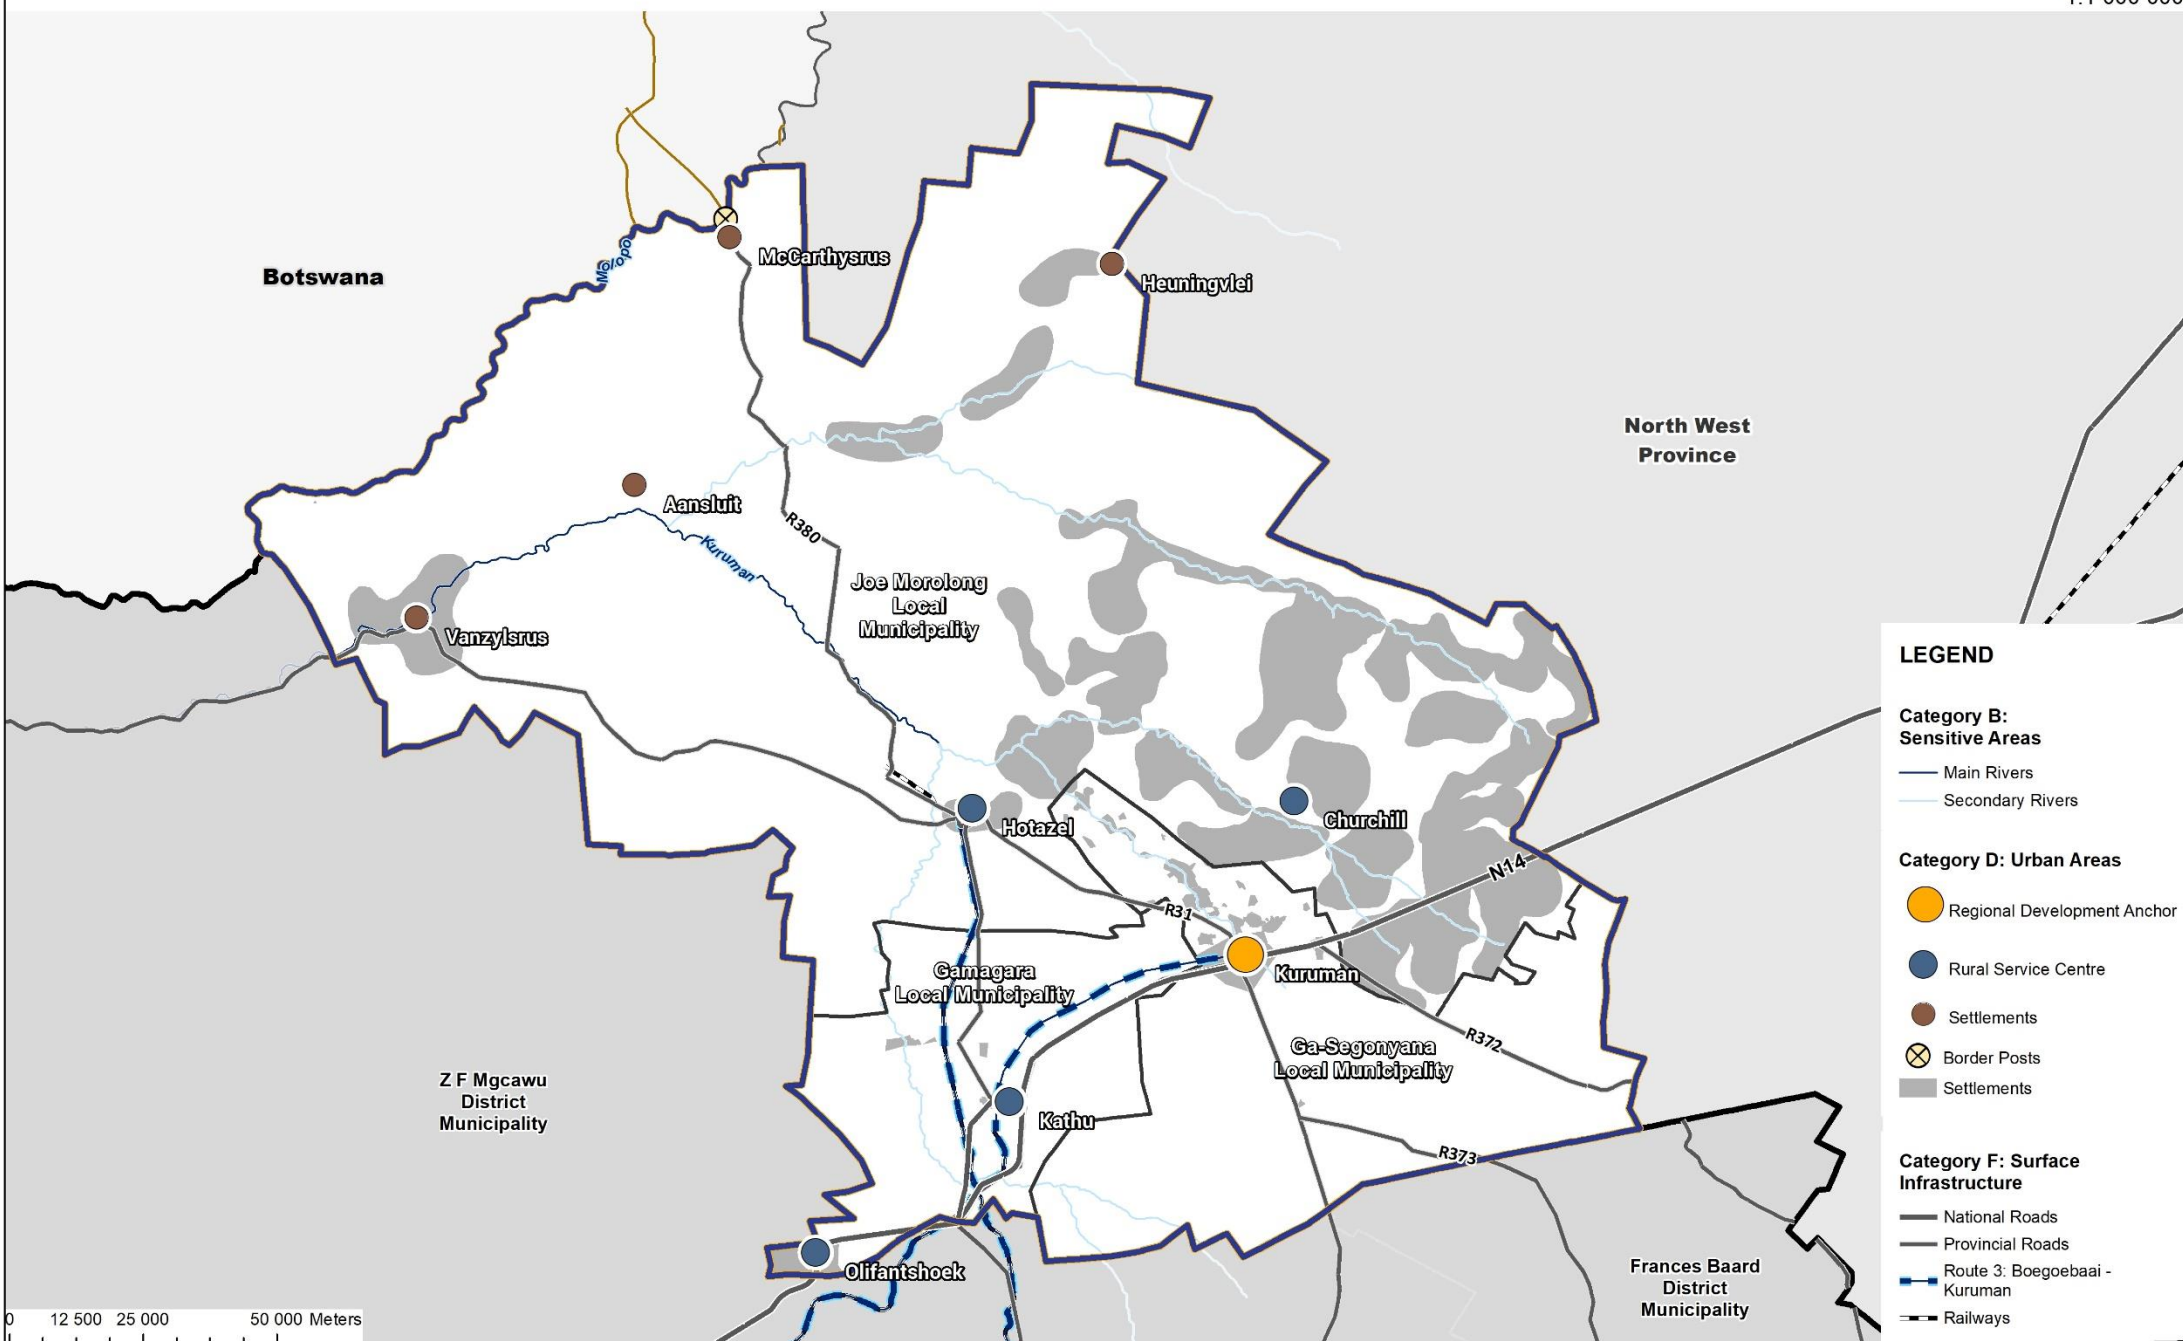 Botswana
Molopo
McCarthysrus
Heuningvlei
North West
Province
Aansluit
R380
Kuruman
Joe Morolong
Local
Municipality
Vanzylsrus
Hotazel
Churchill
N14
R31
Gamagara
Local Municipality
Kuruman
R372
Ga-Segonyana
Local Municipality
Z F Mgcawu
District
Municipality
Kathu
R373
Olifantshoek
Frances Baard
District
Municipality
0 12 500 25 000 50 000 Meters
LEGEND
Category B:
Sensitive Areas
Main Rivers
Secondary Rivers
Category D: Urban Areas
Regional Development Anchor
Rural Service Centre
Settlements
Border Posts
Settlements
Category F: Surface
Infrastructure
National Roads
Provincial Roads
Route 3: Boegoebaai -
Kuruman
Railways